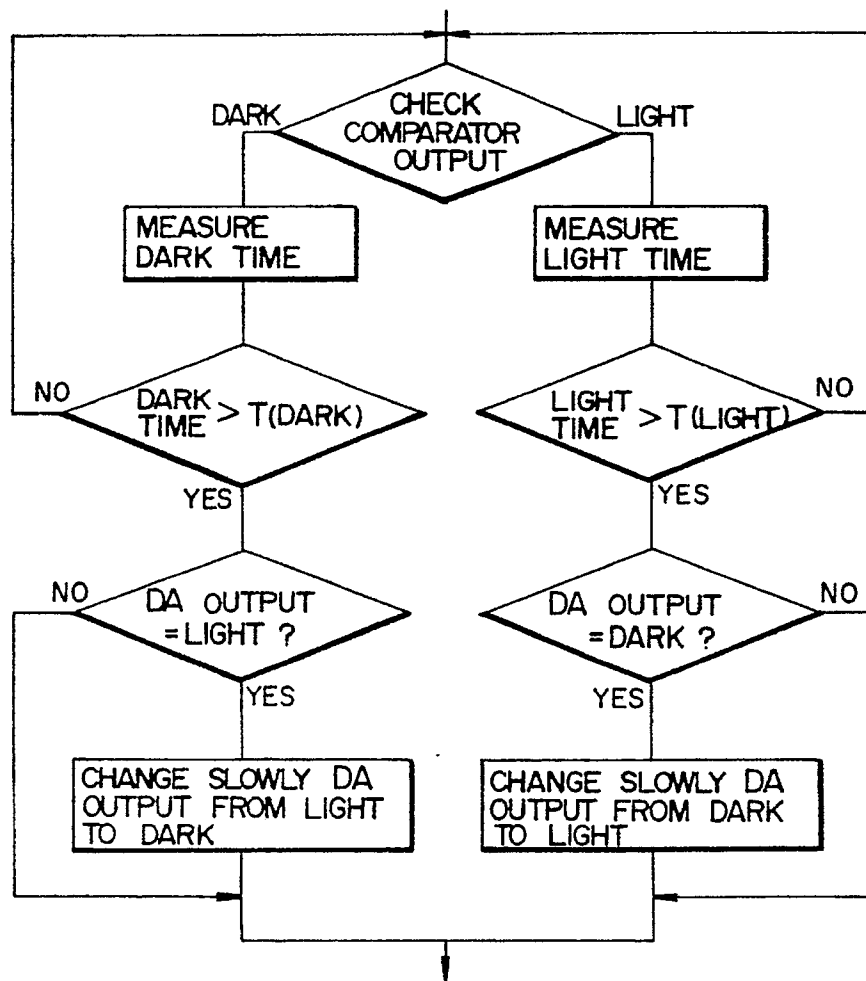 CHECK
COMPARATOR
OUTPUT
DARK
LIGHT
MEASURE
DARK TIME
MEASURE
LIGHT TIME
DARK
TIME > T(DARK)
NO
YES
LIGHT
TIME > T(LIGHT)
NO
YES
DA OUTPUT
=LIGHT ?
NO
YES
DA OUTPUT
=DARK ?
NO
YES
CHANGE SLOWLY DA
OUTPUT FROM LIGHT
TO DARK
CHANGE SLOWLY DA
OUTPUT FROM DARK
TO LIGHT